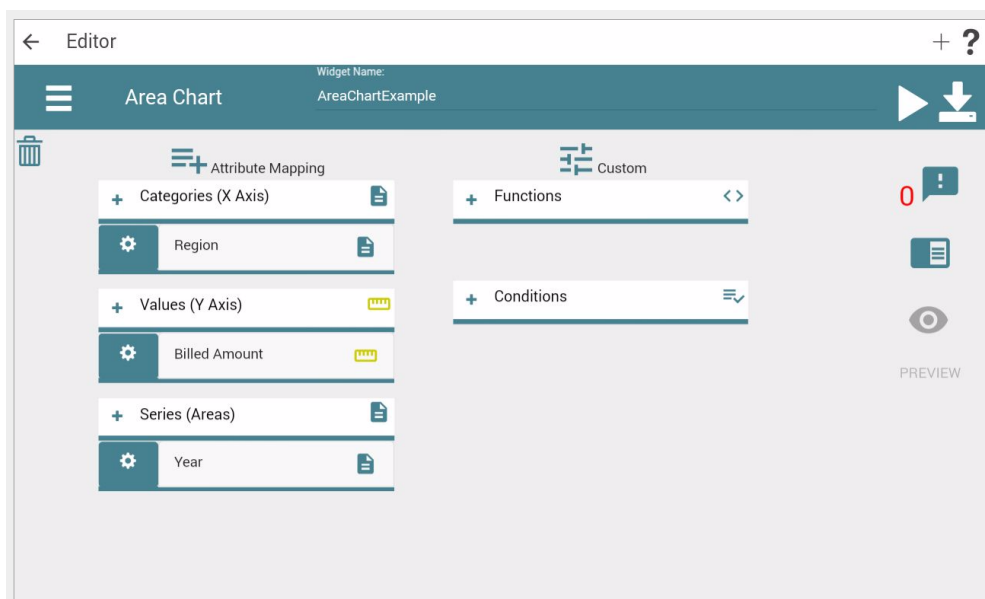 Editor
Widget Name:
Area Chart
AreaChartExample
Attribute Mapping
Custom
Categories (X Axis)
Functions
0
Region
Values (Y Axis)
Conditions
Billed Amount
PREVIEW
Series (Areas)
Year